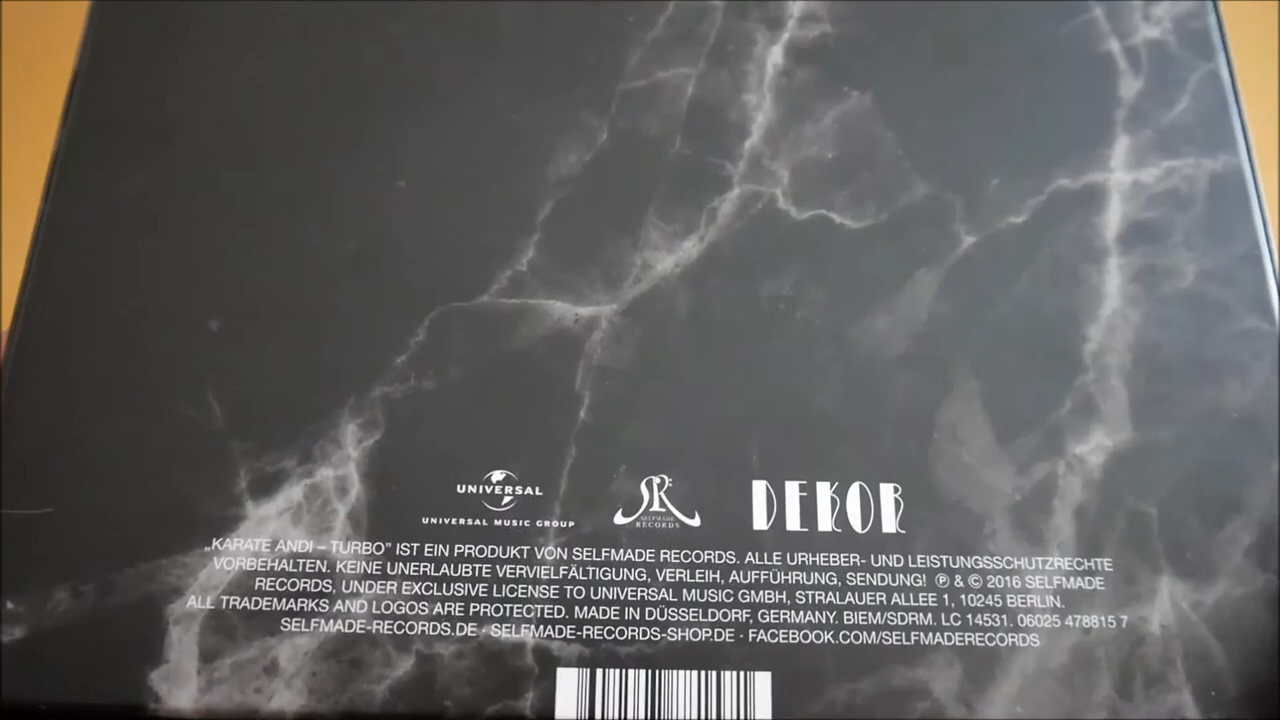 UNIVERSAL
UNIVERSAL MUSIC GROUP
SR
SELFMADE
RECORDS
DEKOR
„KARATE ANDI – TURBO" IST EIN PRODUKT VON SELFMADE RECORDS. ALLE URHEBER- UND LEISTUNGSSCHUTZRECHTE
VORBEHALTEN. KEINE UNERLAUBTE VERVIELFÄLTIGUNG, VERLEIH, AUFFÜHRUNG, SENDUNG! ℗ & © 2016 SELFMADE
RECORDS, UNDER EXCLUSIVE LICENSE TO UNIVERSAL MUSIC GMBH, STRALAUER ALLEE 1, 10245 BERLIN.
ALL TRADEMARKS AND LOGOS ARE PROTECTED. MADE IN DÜSSELDORF, GERMANY. BIEM/SDRM. LC 14531. 06025 478815 7
SELFMADE-RECORDS.DE · SELFMADE-RECORDS-SHOP.DE · FACEBOOK.COM/SELFMADERECORDS